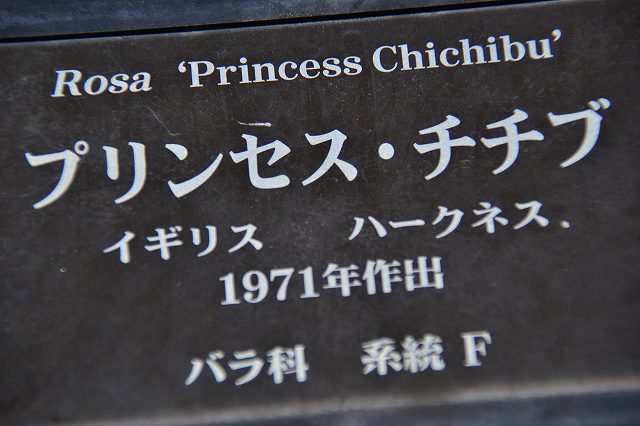 Rosa ‘Princess Chichibu’
プリンセス・チチブ
イギリス ハークネス
1971年作出
バラ科 系統 F